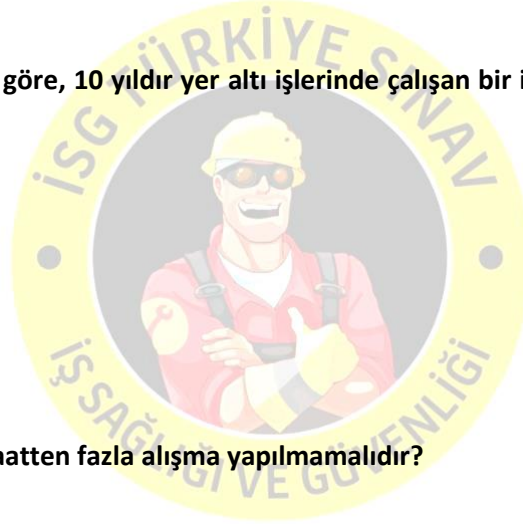 göre, 10 yıldır yer altı işlerinde çalışan bir i
İSG TÜRKİYE SINAV
aatten fazla alışma yapılmamalıdır?
İŞ SAĞLIĞI VE GÜVENLİĞİ